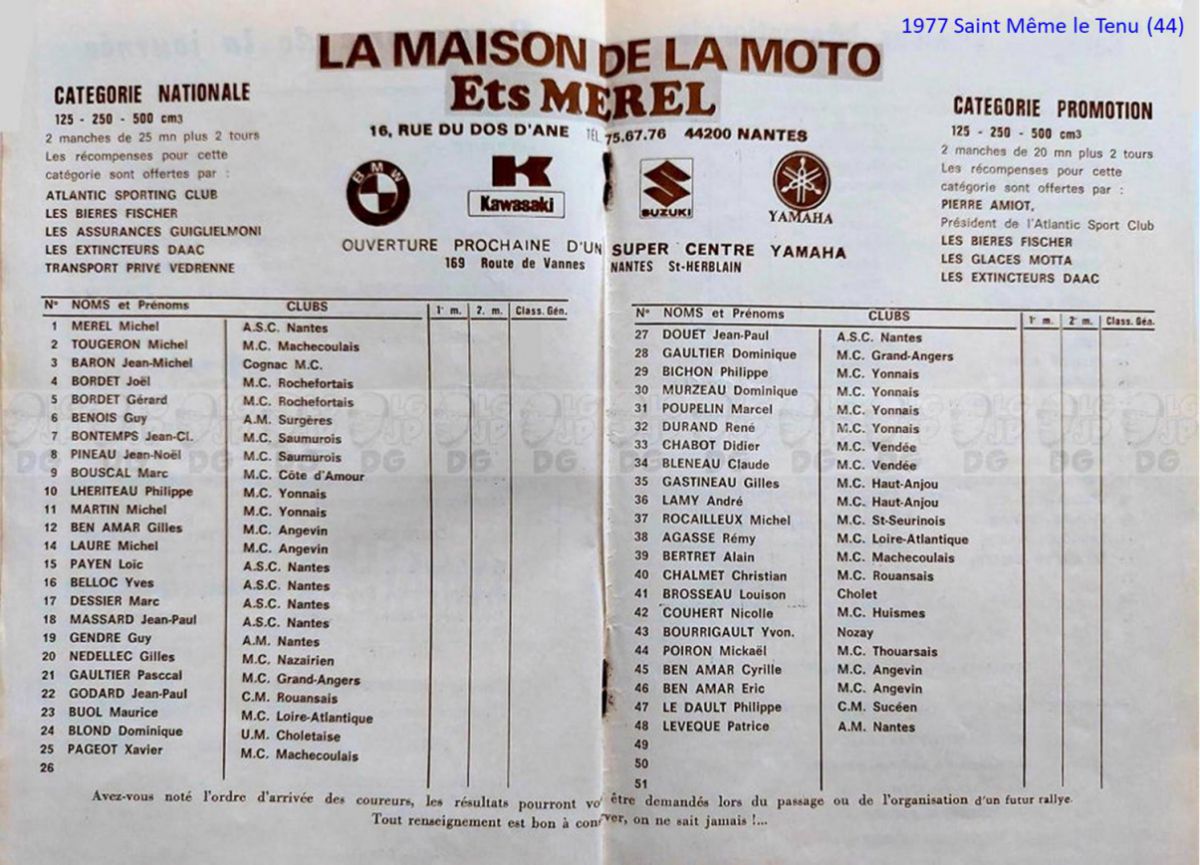 1977 Saint Même le Tenu (44)
LA MAISON DE LA MOTO
Ets MEREL
16, RUE DU DOS D'ANE TEL. 75.67.76 44200 NANTES
BMW
Kawasaki
SUZUKI
YAMAHA
OUVERTURE PROCHAINE D'UN SUPER CENTRE YAMAHA
169 Route de Vannes NANTES St-HERBLAIN
CATEGORIE NATIONALE
125 - 250 - 500 cm3
2 manches de 25 mn plus 2 tours
Les récompenses pour cette
catégorie sont offertes par :
ATLANTIC SPORTING CLUB
LES BIERES FISCHER
LES ASSURANCES GUIGLIELMONI
LES EXTINCTEURS DAAC
TRANSPORT PRIVÉ VEDRENNE
CATEGORIE PROMOTION
125 - 250 - 500 cm3
2 manches de 20 mn plus 2 tours
Les récompenses pour cette
catégorie sont offertes par :
PIERRE AMIOT,
Président de l'Atlantic Sport Club
LES BIERES FISCHER
LES GLACES MOTTA
LES EXTINCTEURS DAAC
N° NOMS et Prénoms CLUBS 1e m. 2. m. Class. Gén.
1 MEREL Michel A.S.C. Nantes
2 TOUGERON Michel M.C. Machecoulais
3 BARON Jean-Michel Cognac M.C.
4 BORDET Joël M.C. Rochefortais
5 BORDET Gérard M.C. Rochefortais
6 BENOIS Guy A.M. Surgères
7 BONTEMPS Jean-Cl. M.C. Saumurois
8 PINEAU Jean-Noël M.C. Saumurois
9 BOUSCAL Marc M.C. Côte d'Amour
10 LHERITEAU Philippe M.C. Yonnais
11 MARTIN Michel M.C. Yonnais
12 BEN AMAR Gilles M.C. Angevin
14 LAURE Michel M.C. Angevin
15 PAYEN Loic A.S.C. Nantes
16 BELLOC Yves A.S.C. Nantes
17 DESSIER Marc A.S.C. Nantes
18 MASSARD Jean-Paul A.S.C. Nantes
19 GENDRE Guy A.M. Nantes
20 NEDELLEC Gilles M.C. Nazairien
21 GAULTIER Pasccal M.C. Grand-Angers
22 GODARD Jean-Paul C.M. Rouansais
23 BUOL Maurice M.C. Loire-Atlantique
24 BLOND Dominique U.M. Choletaise
25 PAGEOT Xavier M.C. Machecoulais
26
N° NOMS et Prénoms CLUBS 1e m. 2e m. Class. Gén.
27 DOUET Jean-Paul A.S.C. Nantes
28 GAULTIER Dominique M.C. Grand-Angers
29 BICHON Philippe M.C. Yonnais
30 MURZEAU Dominique M.C. Yonnais
31 POUPELIN Marcel M.C. Yonnais
32 DURAND René M.C. Yonnais
33 CHABOT Didier M.C. Vendée
34 BLENEAU Claude M.C. Vendée
35 GASTINEAU Gilles M.C. Haut-Anjou
36 LAMY André M.C. Haut-Anjou
37 ROCAILLEUX Michel M.C. St-Seurinois
38 AGASSE Rémy M.C. Loire-Atlantique
39 BERTRET Alain M.C. Machecoulais
40 CHALMET Christian M.C. Rouansais
41 BROSSEAU Louison Cholet
42 COUHERT Nicolle M.C. Huismes
43 BOURRIGAULT Yvon. Nozay
44 POIRON Mickaël M.C. Thouarsais
45 BEN AMAR Cyrille M.C. Angevin
46 BEN AMAR Eric M.C. Angevin
47 LE DAULT Philippe C.M. Sucéen
48 LEVEQUE Patrice A.M. Nantes
49
50
51
Avez-vous noté l'ordre d'arrivée des coureurs, les résultats pourront vo être demandés lors du passage ou de l'organisation d'un futur rallye.
Tout renseignement est bon à conserver, on ne sait jamais !...